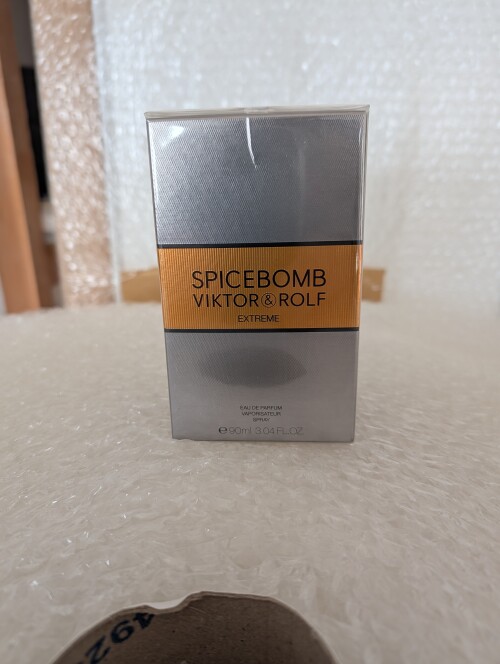 SPICEBOMB
VIKTOR & ROLF
EXTREME
EAU DE PARFUM
VAPORISATEUR
SPRAY
e 90ml 3.04 FL.OZ.